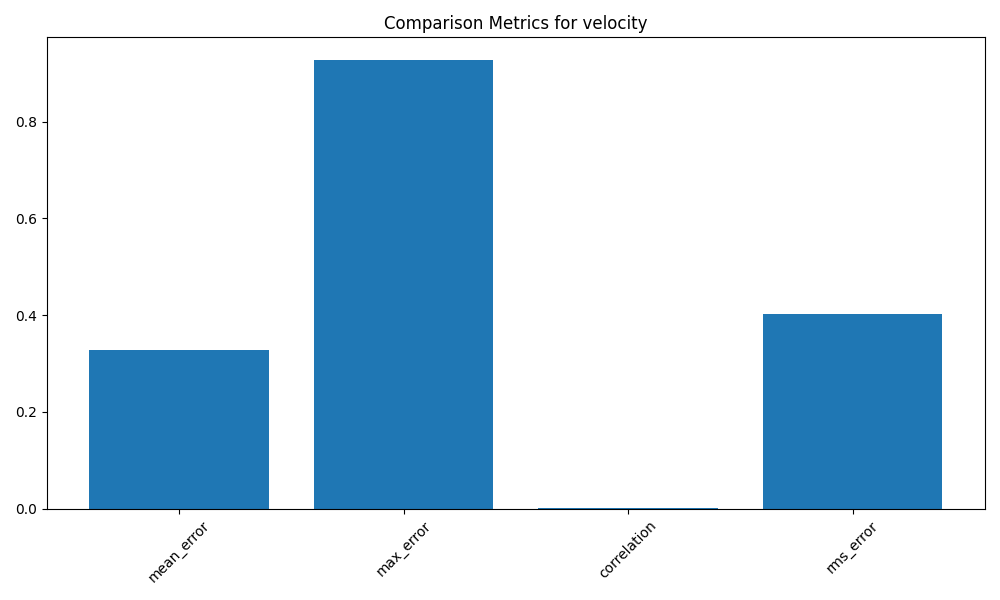 Comparison Metrics for velocity
0.8
0.6
0.4
0.2
0.0
mean_error
max_error
correlation
rms_error